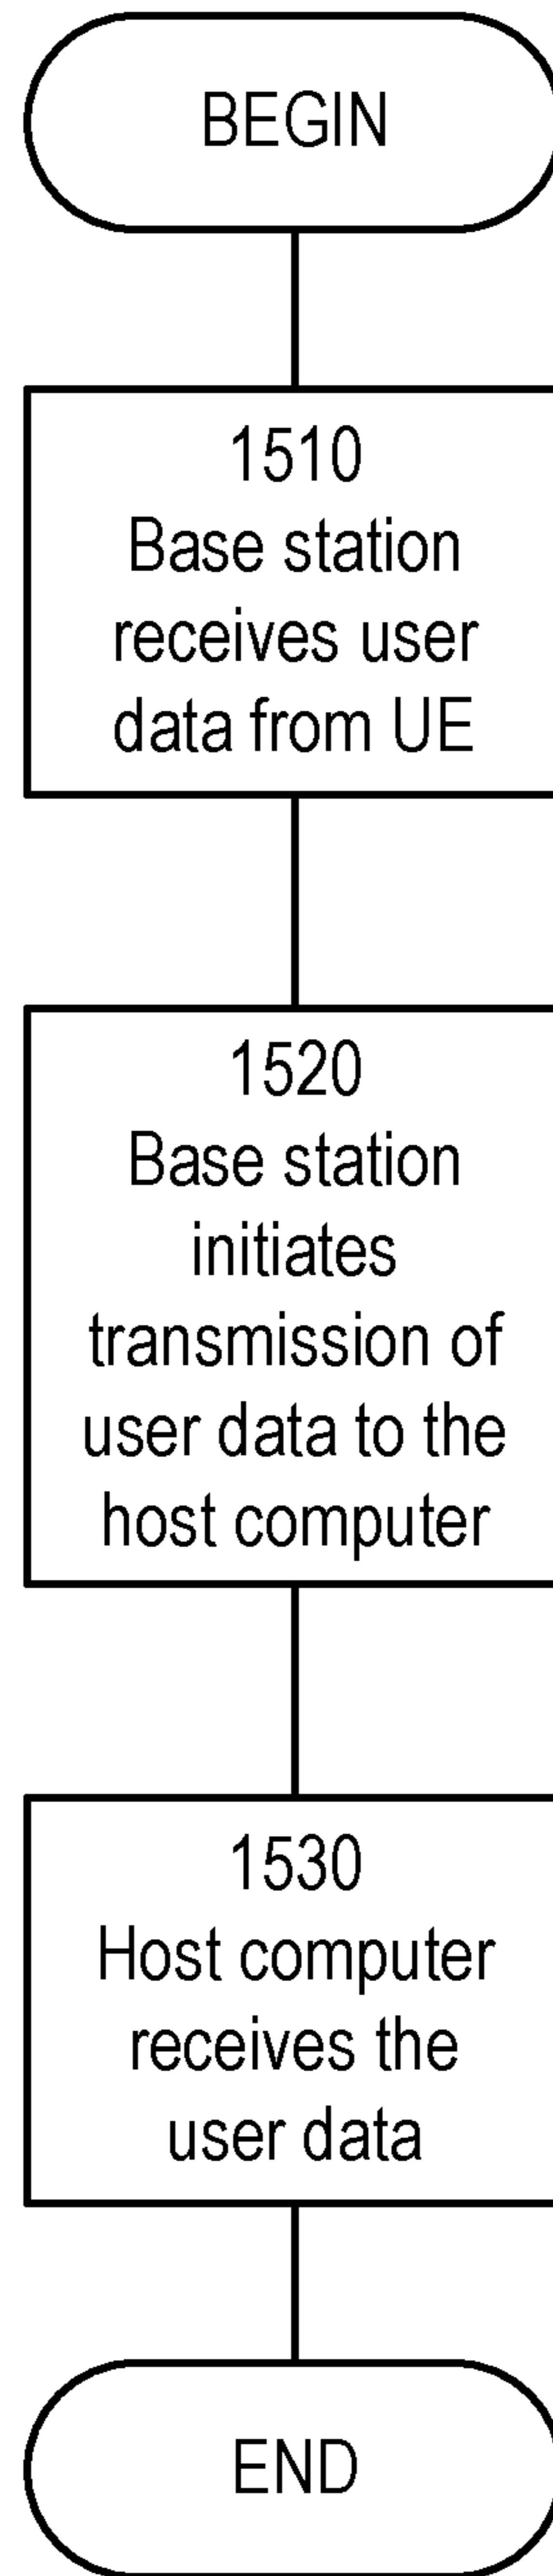 BEGIN
1510
Base station
receives user
data from UE
1520
Base station
initiates
transmission of
user data to the
host computer
1530
Host computer
receives the
user data
END